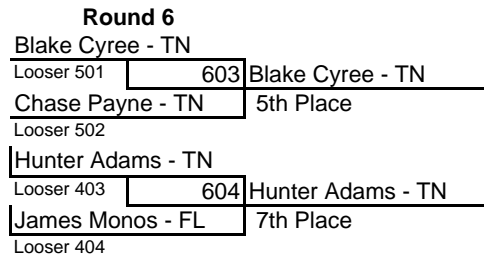 Round 6
Blake Cyree - TN
Looser 501
603 Blake Cyree - TN
Chase Payne - TN
5th Place
Looser 502
Hunter Adams - TN
Looser 403
604 Hunter Adams - TN
James Monos - FL
7th Place
Looser 404